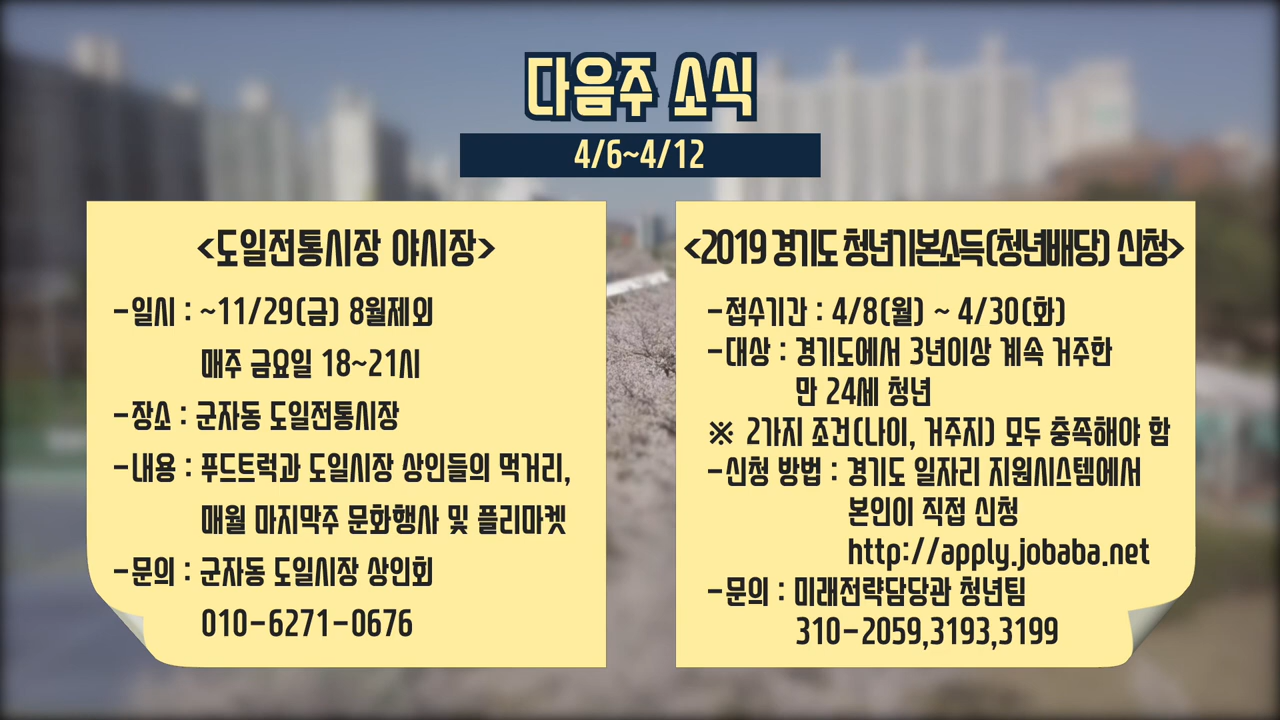 다음주 소식
4/6~4/12
<도일전통시장 야시장>
-일시 : ~11/29(금) 8월제외
매주 금요일 18~21시
-장소 : 군자동 도일전통시장
-내용 : 푸드트럭과 도일시장 상인들의 먹거리,
매월 마지막주 문화행사 및 플리마켓
-문의 : 군자동 도일시장 상인회
010-6271-0676
<2019 경기도 청년기본소득(청년배당) 신청>
-접수기간 : 4/8(월) ~ 4/30(화)
-대상 : 경기도에서 3년이상 계속 거주한
만 24세 청년
※ 2가지 조건(나이, 거주지) 모두 충족해야 함
-신청 방법 : 경기도 일자리 지원시스템에서
본인이 직접 신청
http://apply.jobaba.net
-문의 : 미래전략담당관 청년팀
310-2059,3193,3199